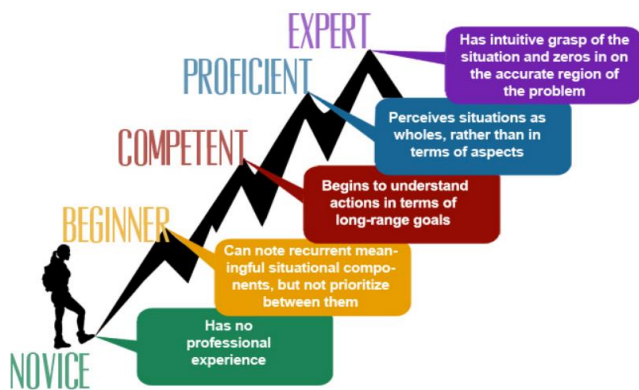 EXPERT
Has intuitive grasp of the
situation and zeros in on
the accurate region of
the problem
PROFICIENT
Perceives situations as
wholes, rather than in
terms of aspects
COMPETENT
Begins to understand
actions in terms of
long-range goals
BEGINNER
Can note recurrent mean-
ingful situational compo-
nents, but not prioritize
between them
NOVICE
Has no
professional
experience